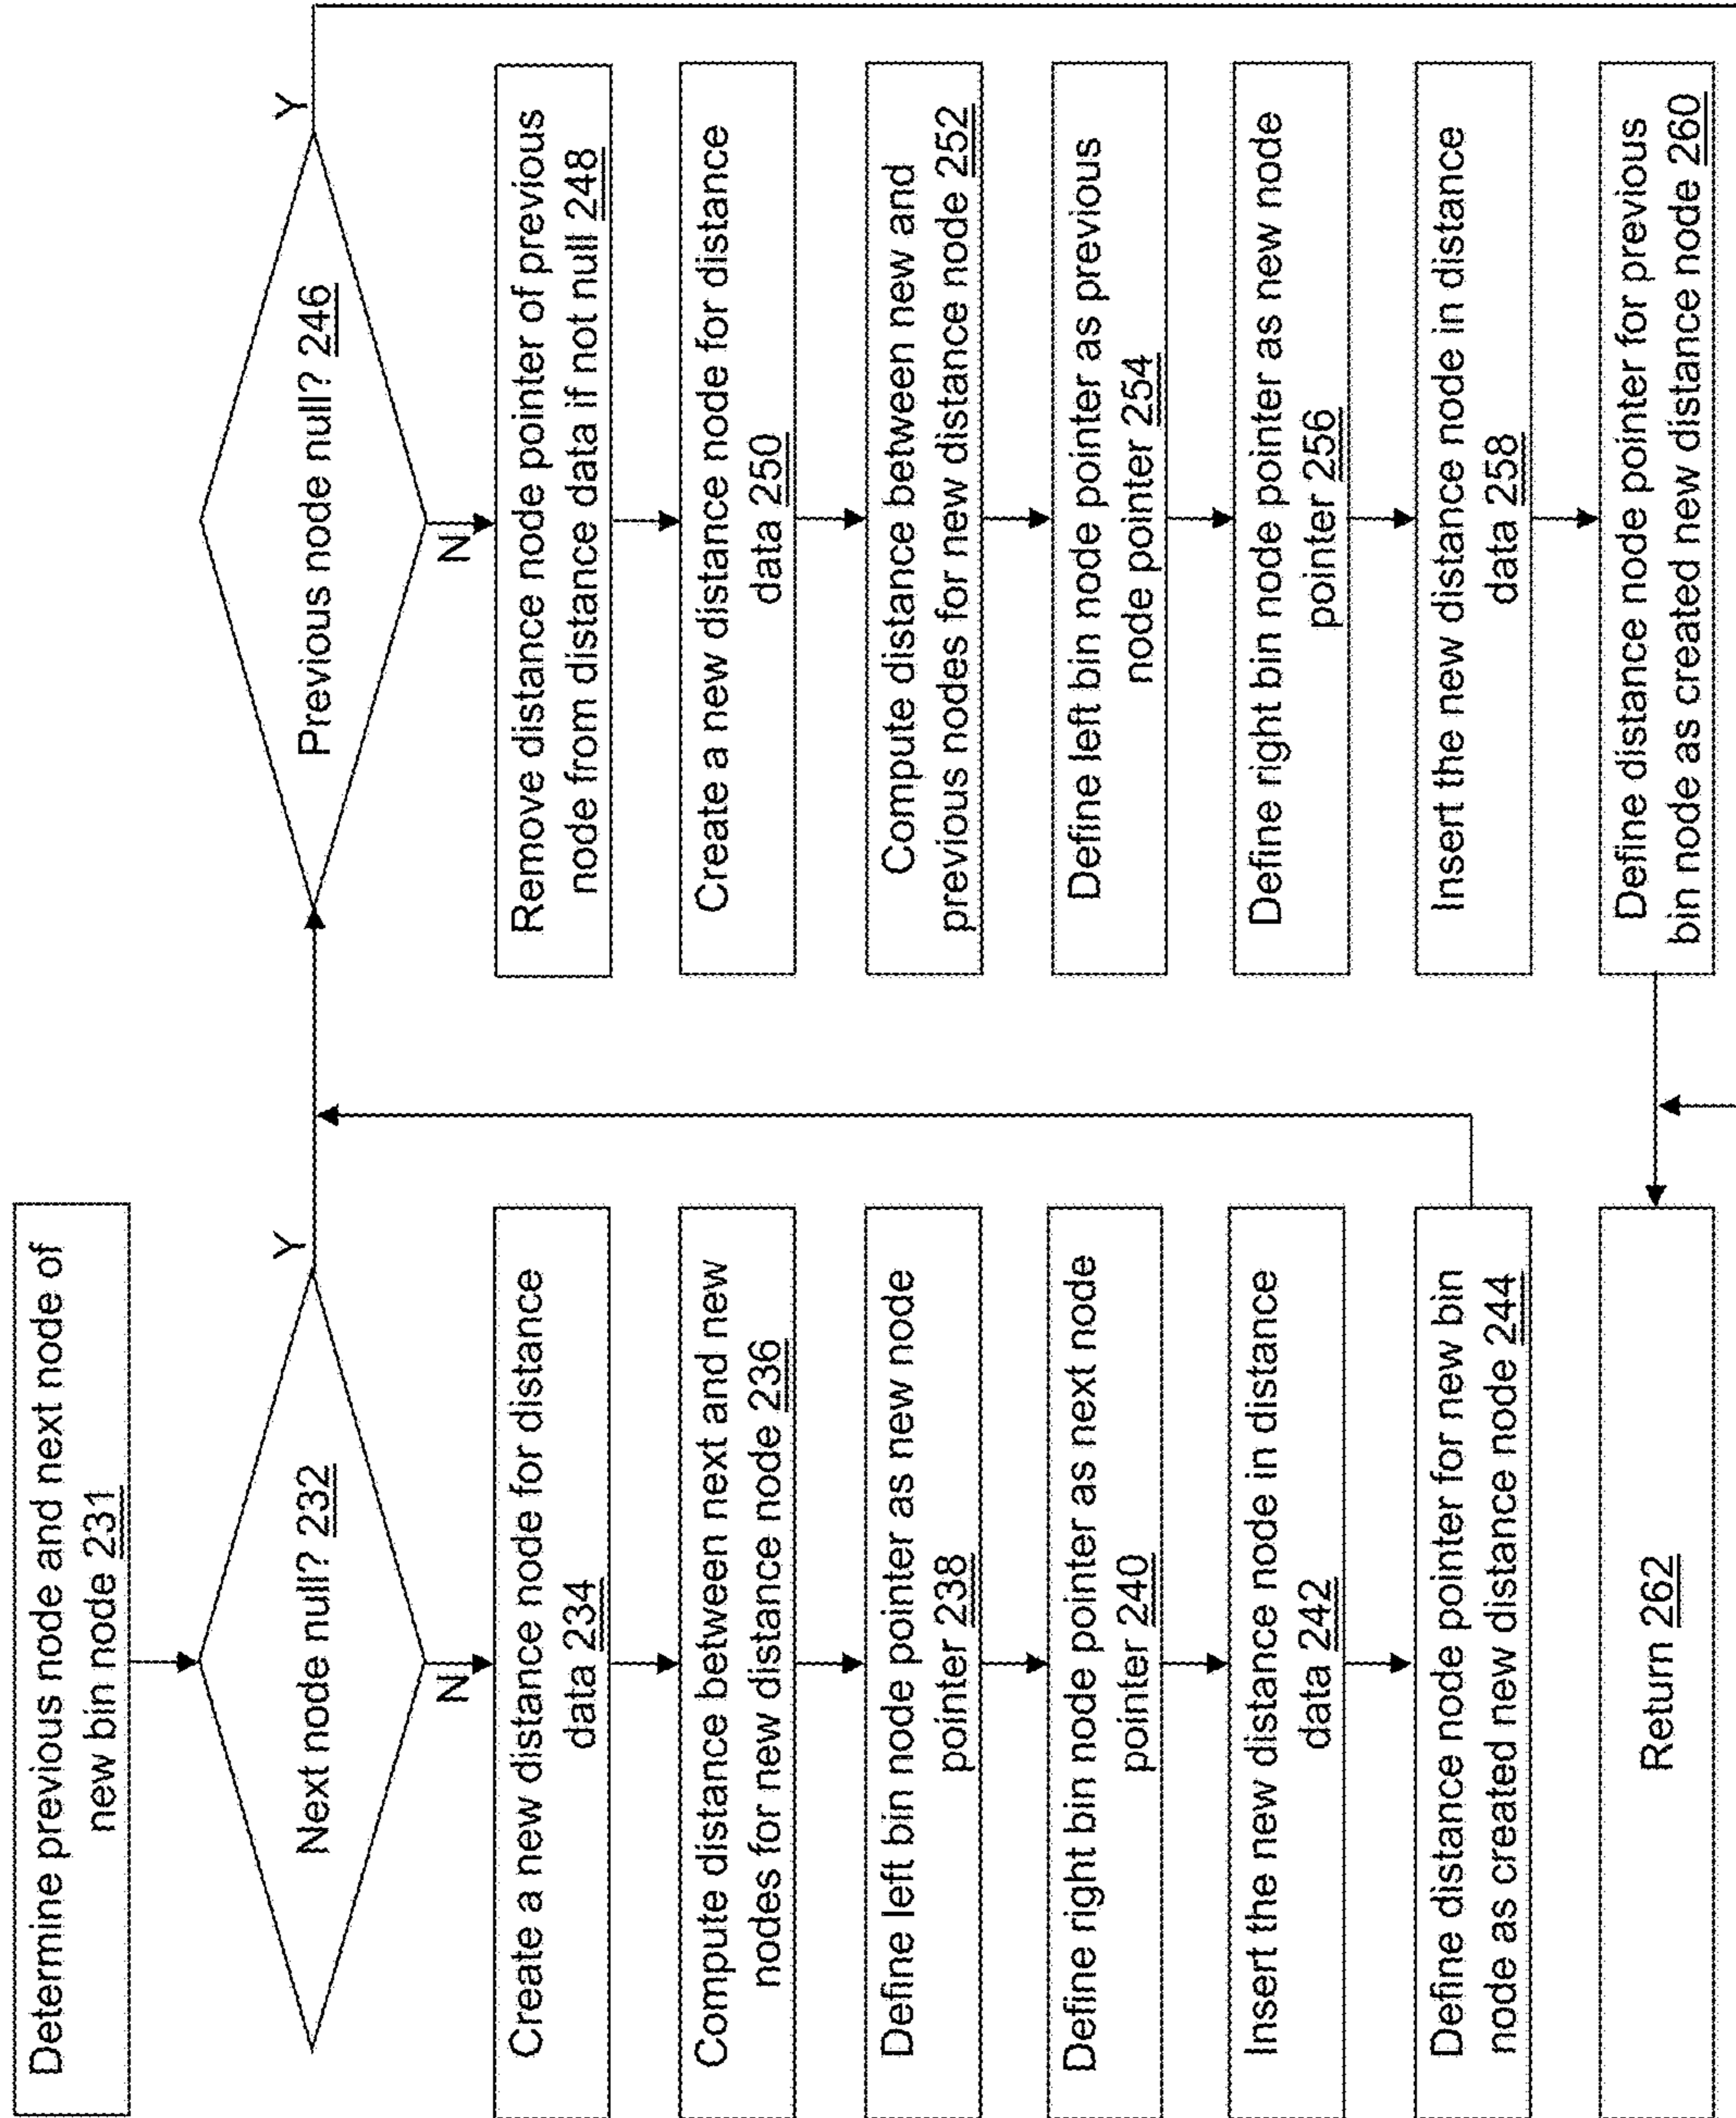 Determine previous node and next node of
new bin node 231
Next node null? 232
Y
N
Create a new distance node for distance
data 234
Compute distance between next and new
nodes for new distance node 236
Define left bin node pointer as new node
pointer 238
Define right bin node pointer as next node
pointer 240
Insert the new distance node in distance
data 242
Define distance node pointer for new bin
node as created new distance node 244
Previous node null? 246
Y
N
Remove distance node pointer of previous
node from distance data if not null 248
Create a new distance node for distance
data 250
Compute distance between new and
previous nodes for new distance node 252
Define left bin node pointer as previous
node pointer 254
Define right bin node pointer as new node
pointer 256
Insert the new distance node in distance
data 258
Define distance node pointer for previous
bin node as created new distance node 260
Return 262